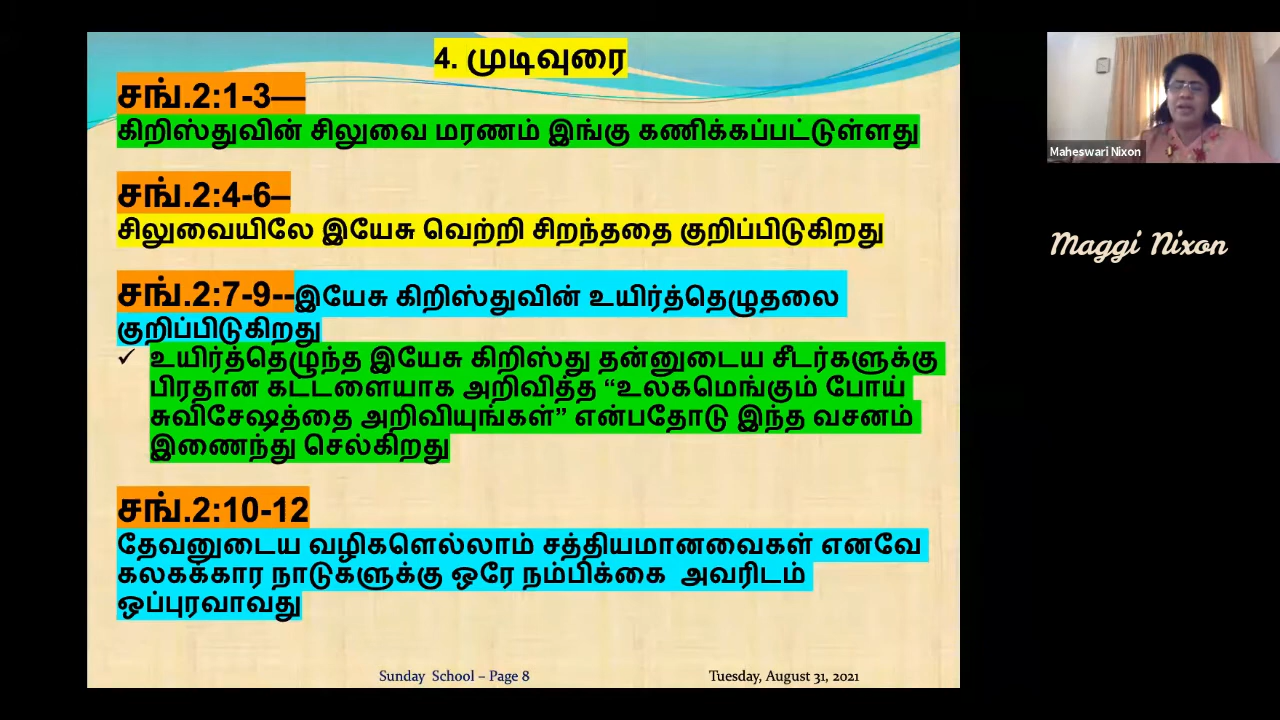 4. முடிவுரை
சங்.2:1-3—
கிறிஸ்துவின் சிலுவை மரணம் இங்கு கணிக்கப்பட்டுள்ளது
சங்.2:4-6–
சிலுவையிலே இயேசு வெற்றி சிறந்ததை குறிப்பிடுகிறது
சங்.2:7-9--இயேசு கிறிஸ்துவின் உயிர்த்தெழுதலை
குறிப்பிடுகிறது
✓ உயிர்த்தெழுந்த இயேசு கிறிஸ்து தன்னுடைய சீடர்களுக்கு
பிரதான கட்டளையாக அறிவித்த “உலகமெங்கும் போய்
சுவிசேஷத்தை அறிவியுங்கள்” என்பதோடு இந்த வசனம்
இணைந்து செல்கிறது
சங்.2:10-12
தேவனுடைய வழிகளெல்லாம் சத்தியமானவைகள் எனவே
கலகக்கார நாடுகளுக்கு ஒரே நம்பிக்கை அவரிடம்
ஒப்புரவாவது
Sunday School – Page 8
Tuesday, August 31, 2021
Maheswari Nixon
Maggi Nixon